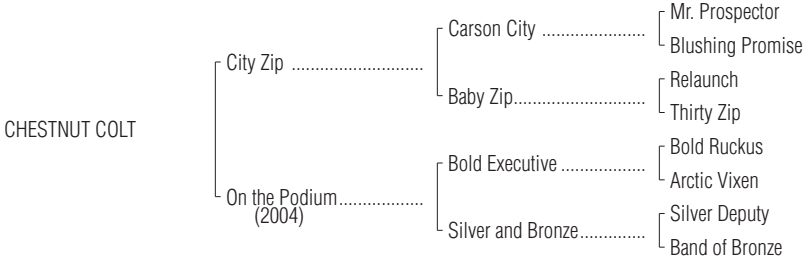 Mr. Prospector
Carson City ......................
Blushing Promise
City Zip ............................
Relaunch
Baby Zip............................
Thirty Zip
CHESTNUT COLT
Bold Ruckus
Bold Executive ..................
Arctic Vixen
On the Podium..................
(2004)
Silver Deputy
Silver and Bronze..............
Band of Bronze